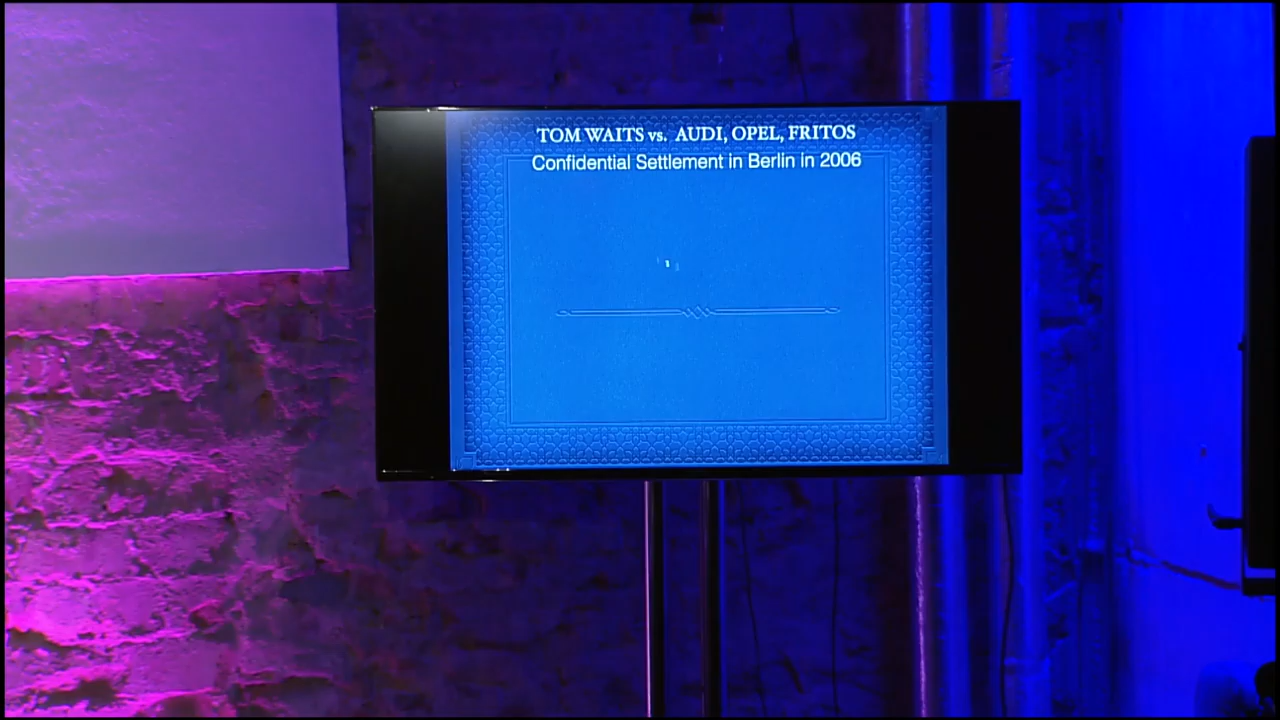 TOM WAITS vs. AUDI, OPEL, FRITOS
Confidential Settlement in Berlin in 2006